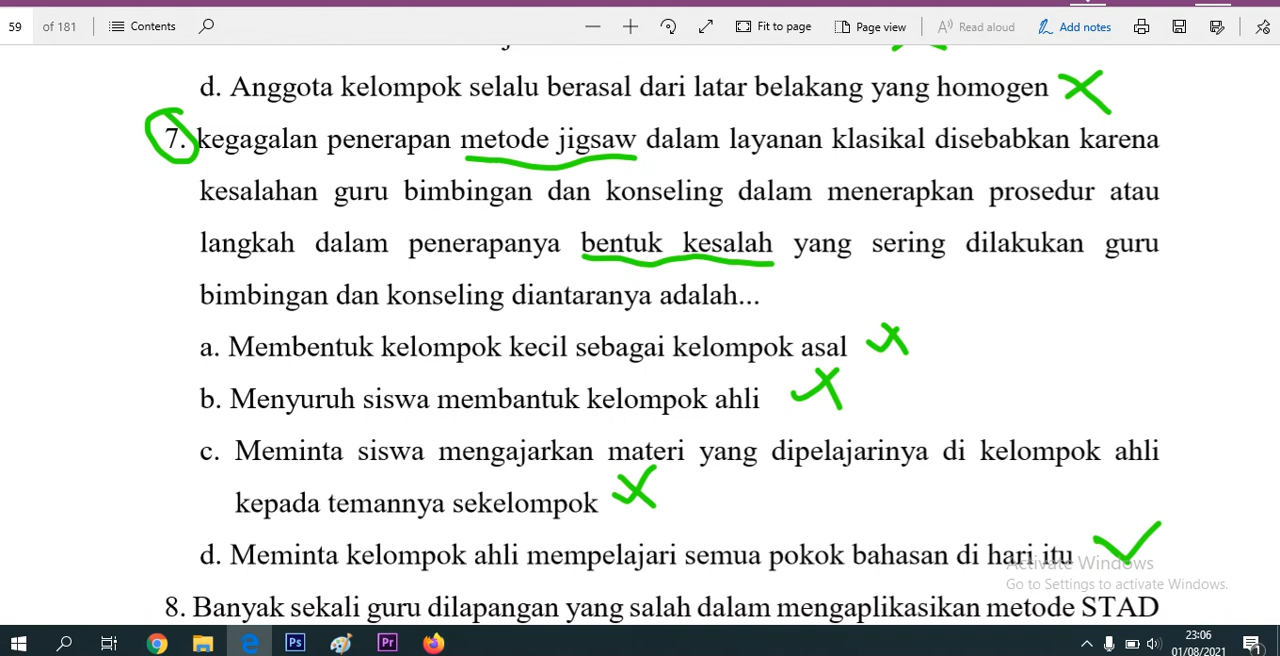 59 of 181 Contents Fit to page Page view Read aloud Add notes
d. Anggota kelompok selalu berasal dari latar belakang yang homogen
7. kegagalan penerapan metode jigsaw dalam layanan klasikal disebabkan karena
kesalahan guru bimbingan dan konseling dalam menerapkan prosedur atau
langkah dalam penerapanya bentuk kesalah yang sering dilakukan guru
bimbingan dan konseling diantaranya adalah...
a. Membentuk kelompok kecil sebagai kelompok asal
b. Menyuruh siswa membantuk kelompok ahli
c. Meminta siswa mengajarkan materi yang dipelajarinya di kelompok ahli
kepada temannya sekelompok
d. Meminta kelompok ahli mempelajari semua pokok bahasan di hari itu
Activate Windows
Go to Settings to activate Windows.
8. Banyak sekali guru dilapangan yang salah dalam mengaplikasikan metode STAD
Ps Pr
23:06
01/08/2021
1